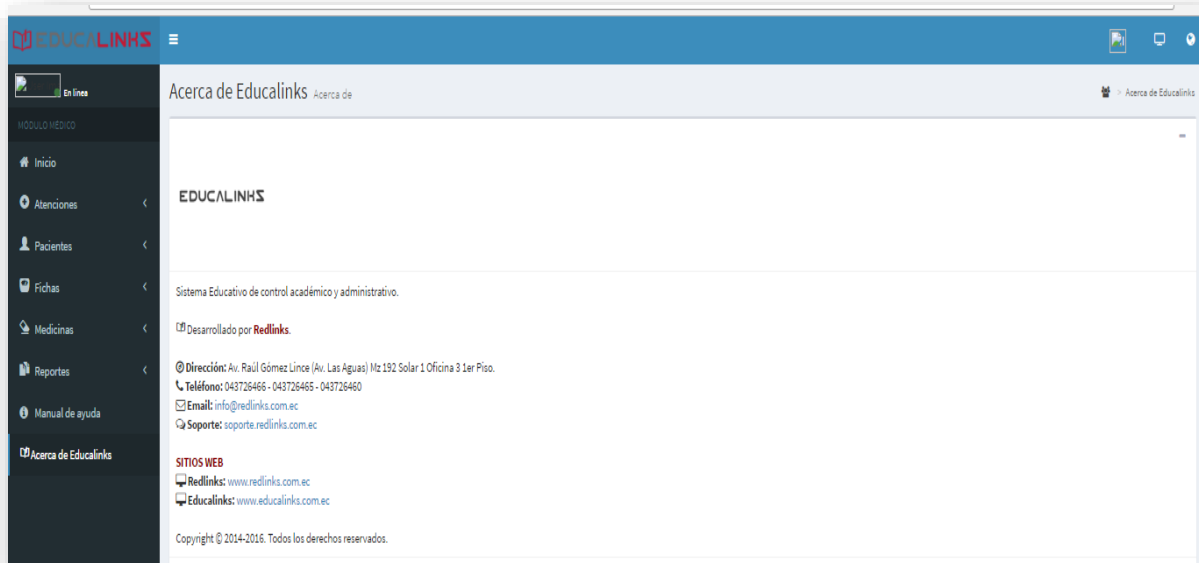 EDUCALINKS
En línea
Acerca de Educalinks Acerca de
> Acerca de Educalinks
MÓDULO MÉDICO
Inicio
Atenciones
Pacientes
Fichas
Medicinas
Reportes
Manual de ayuda
Acerca de Educalinks
EDUCALINKS
Sistema Educativo de control académico y administrativo.
Desarrollado por Redlinks.
Dirección: Av. Raúl Gómez Lince (Av. Las Aguas) Mz 192 Solar 1 Oficina 3 1er Piso.
Teléfono: 043726466 - 043726465 - 043726460
Email: info@redlinks.com.ec
Soporte: soporte.redlinks.com.ec
SITIOS WEB
Redlinks: www.redlinks.com.ec
Educalinks: www.educalinks.com.ec
Copyright © 2014-2016. Todos los derechos reservados.